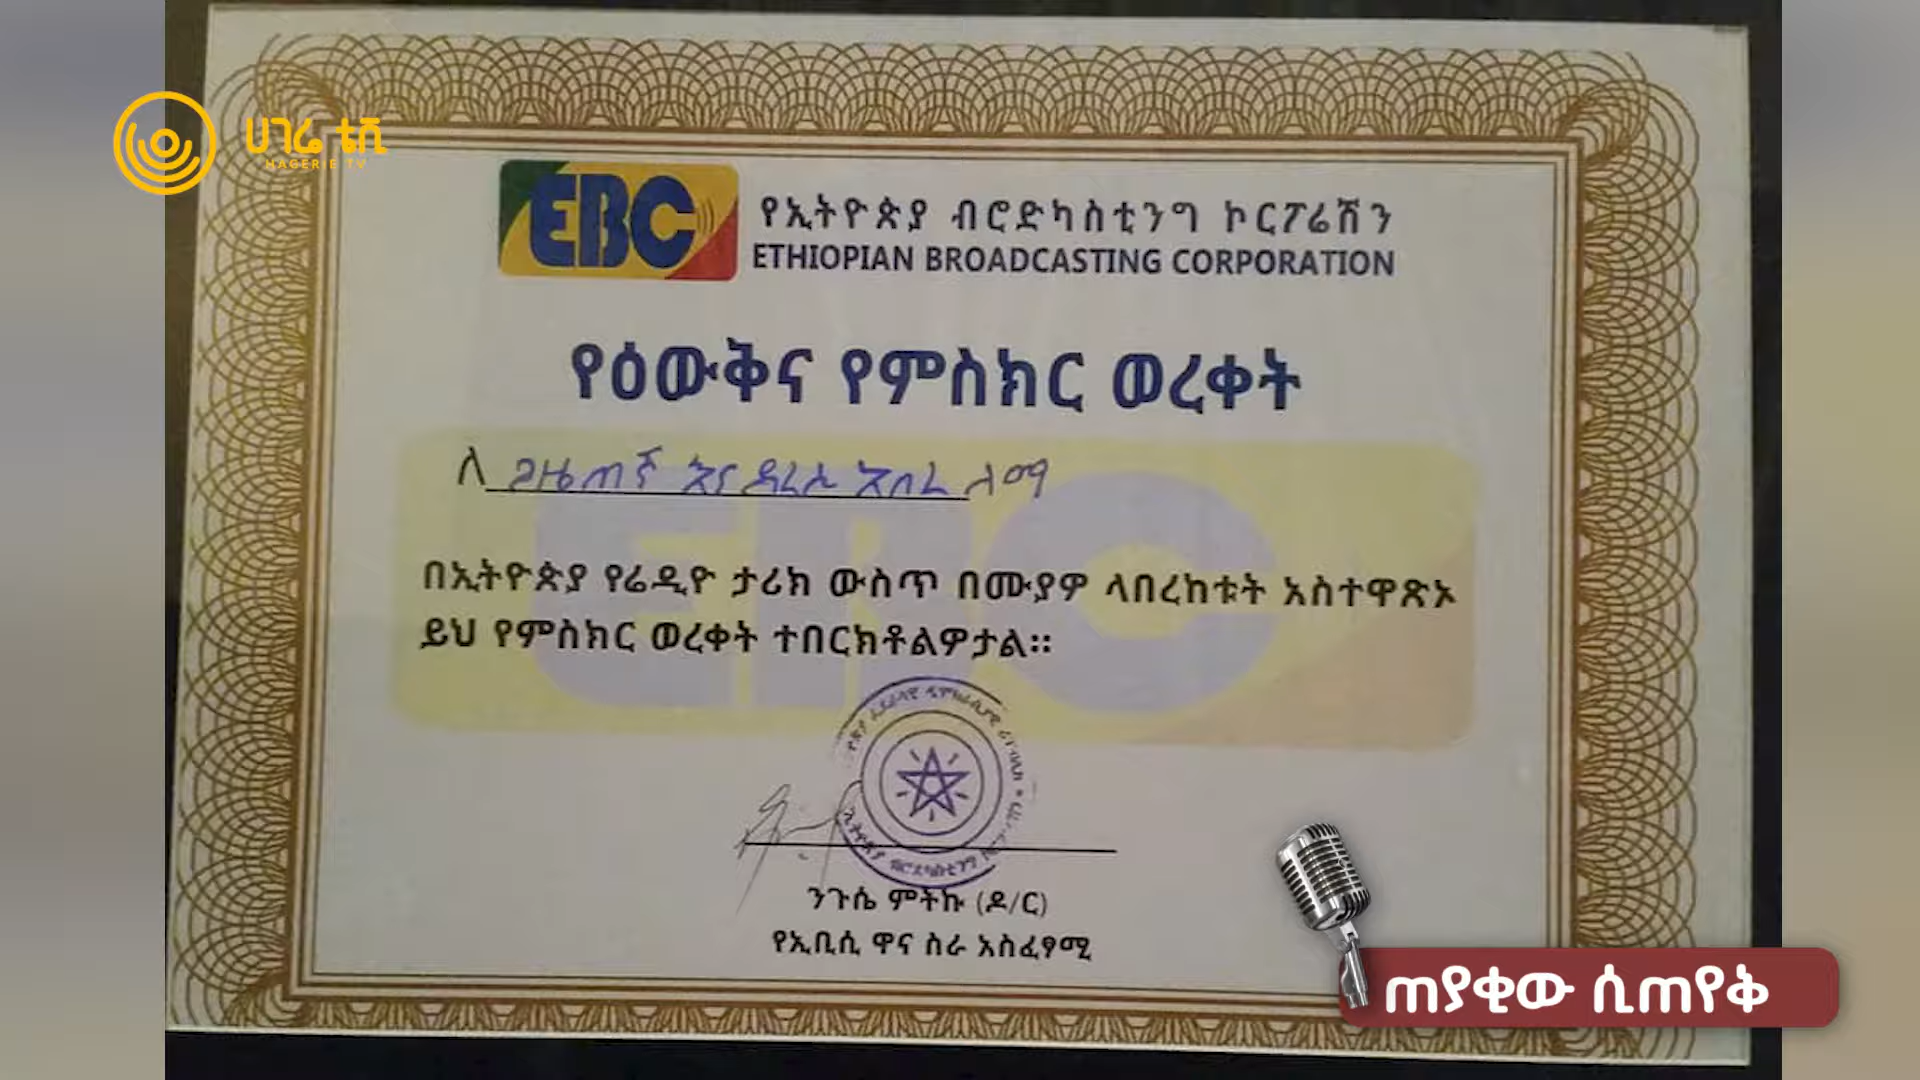 ሀገሬ ቲቪ
HAGERIE TV
EBC
የኢትዮጵያ ብሮድካስቲንግ ኮርፖሬሽን
ETHIOPIAN BROADCASTING CORPORATION
የዕውቅና የምስክር ወረቀት
ለ ጋዜጠኛ እና ደራሲ አበራ ለማ
በኢትዮጵያ የሬዲዮ ታሪክ ውስጥ በሙያዎ ላበረከቱት አስተዋጽኦ
ይህ የምስክር ወረቀት ተበርክቶልዎታል።
ንጉሴ ምትኩ (ዶ/ር)
የኢቢሲ ዋና ስራ አስፈፃሚ
ጠያቂው ሲጠየቅ